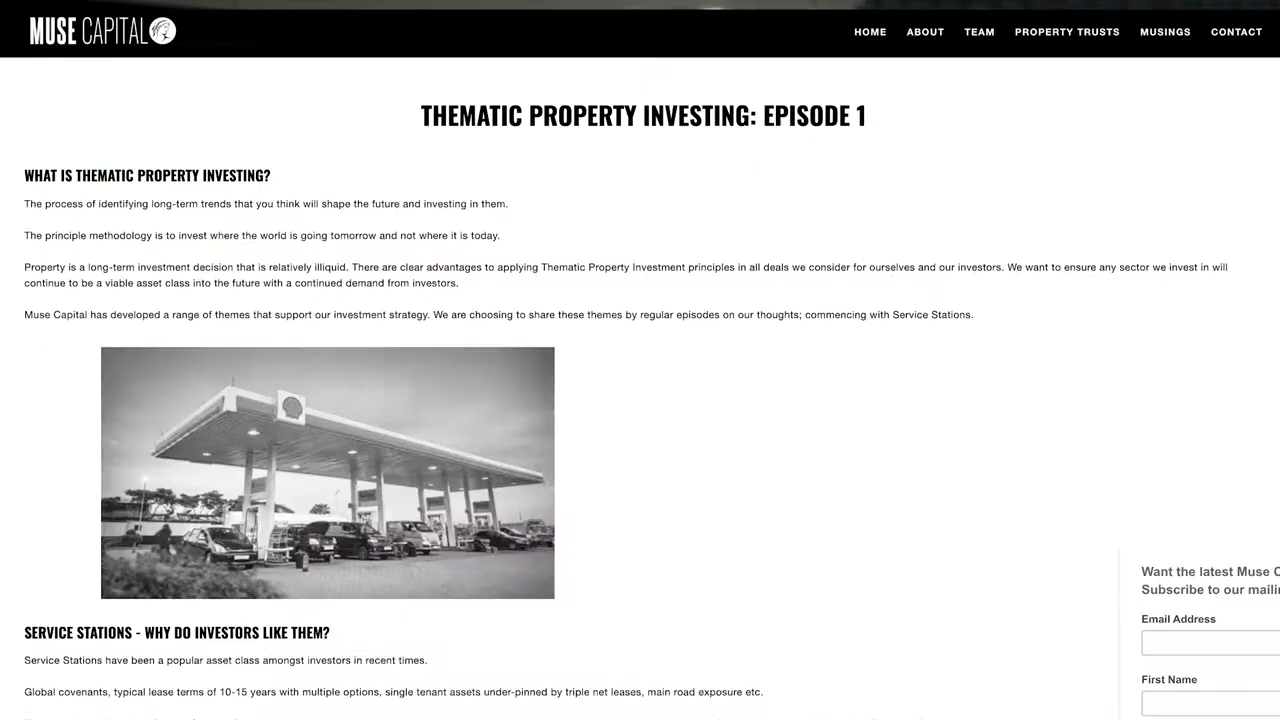 MUSE CAPITAL
HOME ABOUT TEAM PROPERTY TRUSTS MUSINGS CONTACT
THEMATIC PROPERTY INVESTING: EPISODE 1
WHAT IS THEMATIC PROPERTY INVESTING?
The process of identifying long-term trends that you think will shape the future and investing in them.
The principle methodology is to invest where the world is going tomorrow and not where it is today.
Property is a long-term investment decision that is relatively illiquid. There are clear advantages to applying Thematic Property Investment principles in all deals we consider for ourselves and our investors. We want to ensure any sector we invest in will
continue to be a viable asset class into the future with a continued demand from investors.
Muse Capital has developed a range of themes that support our investment strategy. We are choosing to share these themes by regular episodes on our thoughts; commencing with Service Stations.
SERVICE STATIONS - WHY DO INVESTORS LIKE THEM?
Service Stations have been a popular asset class amongst investors in recent times.
Global covenants, typical lease terms of 10-15 years with multiple options, single tenant assets under-pinned by triple net leases, main road exposure etc.
Want the latest Muse C
Subscribe to our mailin
Email Address
First Name